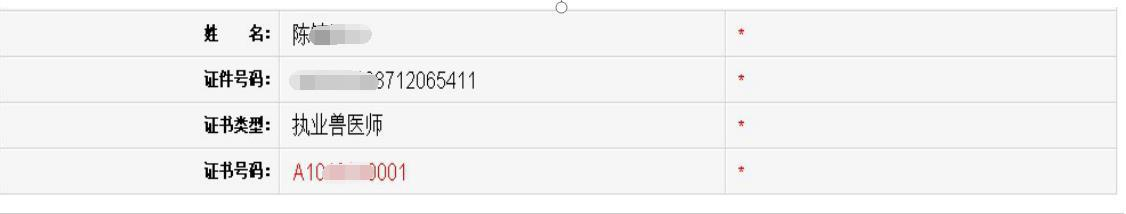 姓 名： 陈 *
证件号码： 8712065411 *
证书类型： 执业兽医师 *
证书号码： A10 0001 *